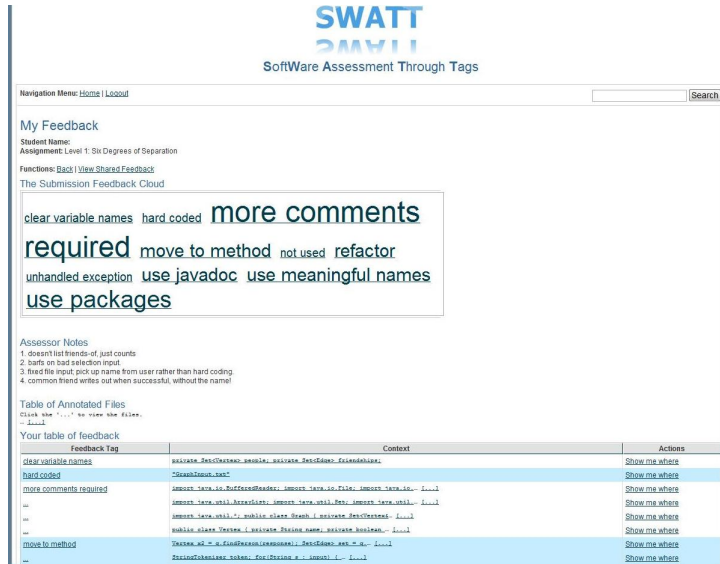 SWATT
SoftWare Assessment Through Tags
Navigation Menu: Home | Logout
Search
My Feedback
Student Name:
Assignment: Level 1: Six Degrees of Separation
Functions: Back | View Shared Feedback
The Submission Feedback Cloud
clear variable names hard coded more comments
required move to method not used refactor
unhandled exception use javadoc use meaningful names
use packages
Assessor Notes
1. doesn't list friends-of, just counts
2. barfs on bad selection input.
3. fixed file input; pick up name from user rather than hard coding.
4. common friend writes out when successful, without the name!
Table of Annotated Files
Click the '...' to view the files.
… [...]
Your table of feedback
Feedback Tag Context Actions
clear variable names private Set<Vertex> people; private Set<Edge> friendships; Show me where
hard coded "GraphInput.txt" Show me where
more comments required import java.io.BufferedReader; import java.io.File; import java.io.… [...] Show me where
... import java.util.ArrayList; import java.util.Set; import java.util.… [...] Show me where
... import java.util.*; public class Graph { private Set<Vertex… [...] Show me where
... public class Vertex { private String name; private boolean … [...] Show me where
move to method Vertex = g.findPerson(response); Set<Edge> set = g.… [...] Show me where
... StringTokenizer token; for(String s : input) { … [...] Show me where